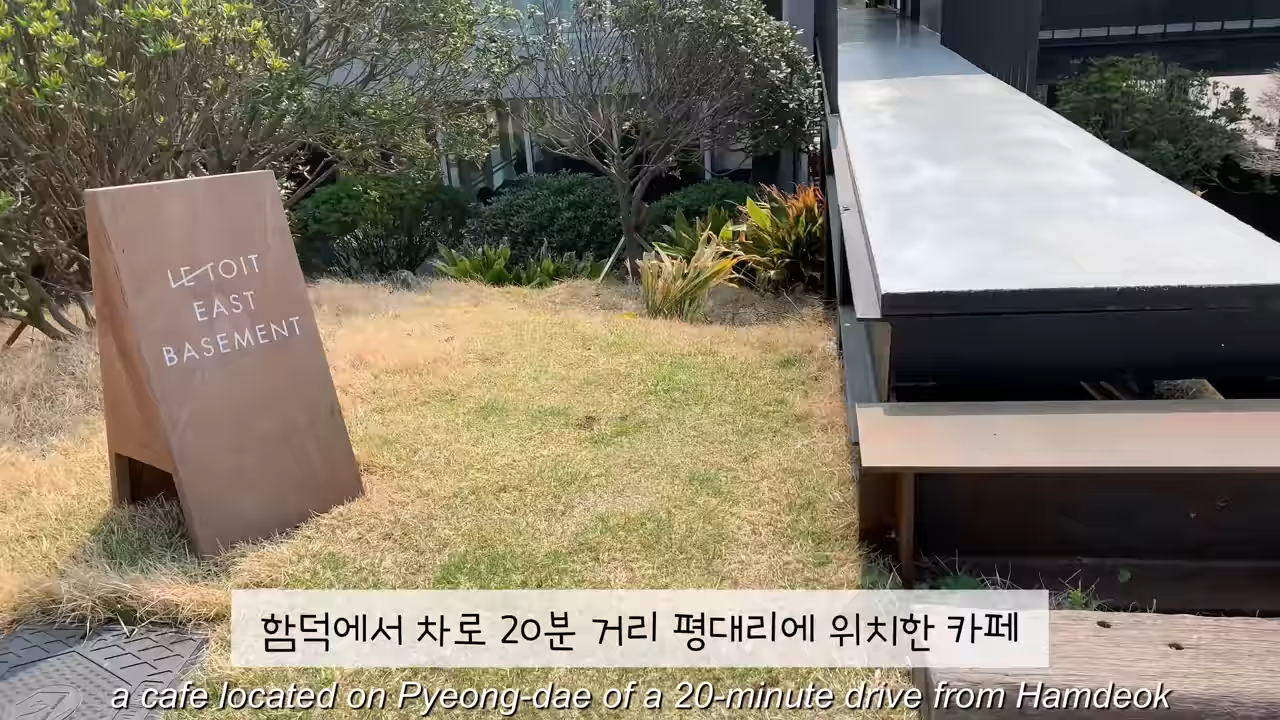 LE TOIT
EAST
BASEMENT
함덕에서 차로 20분 거리 평대리에 위치한 카페
a cafe located on Pyeong-dae of a 20-minute drive from Hamdeok